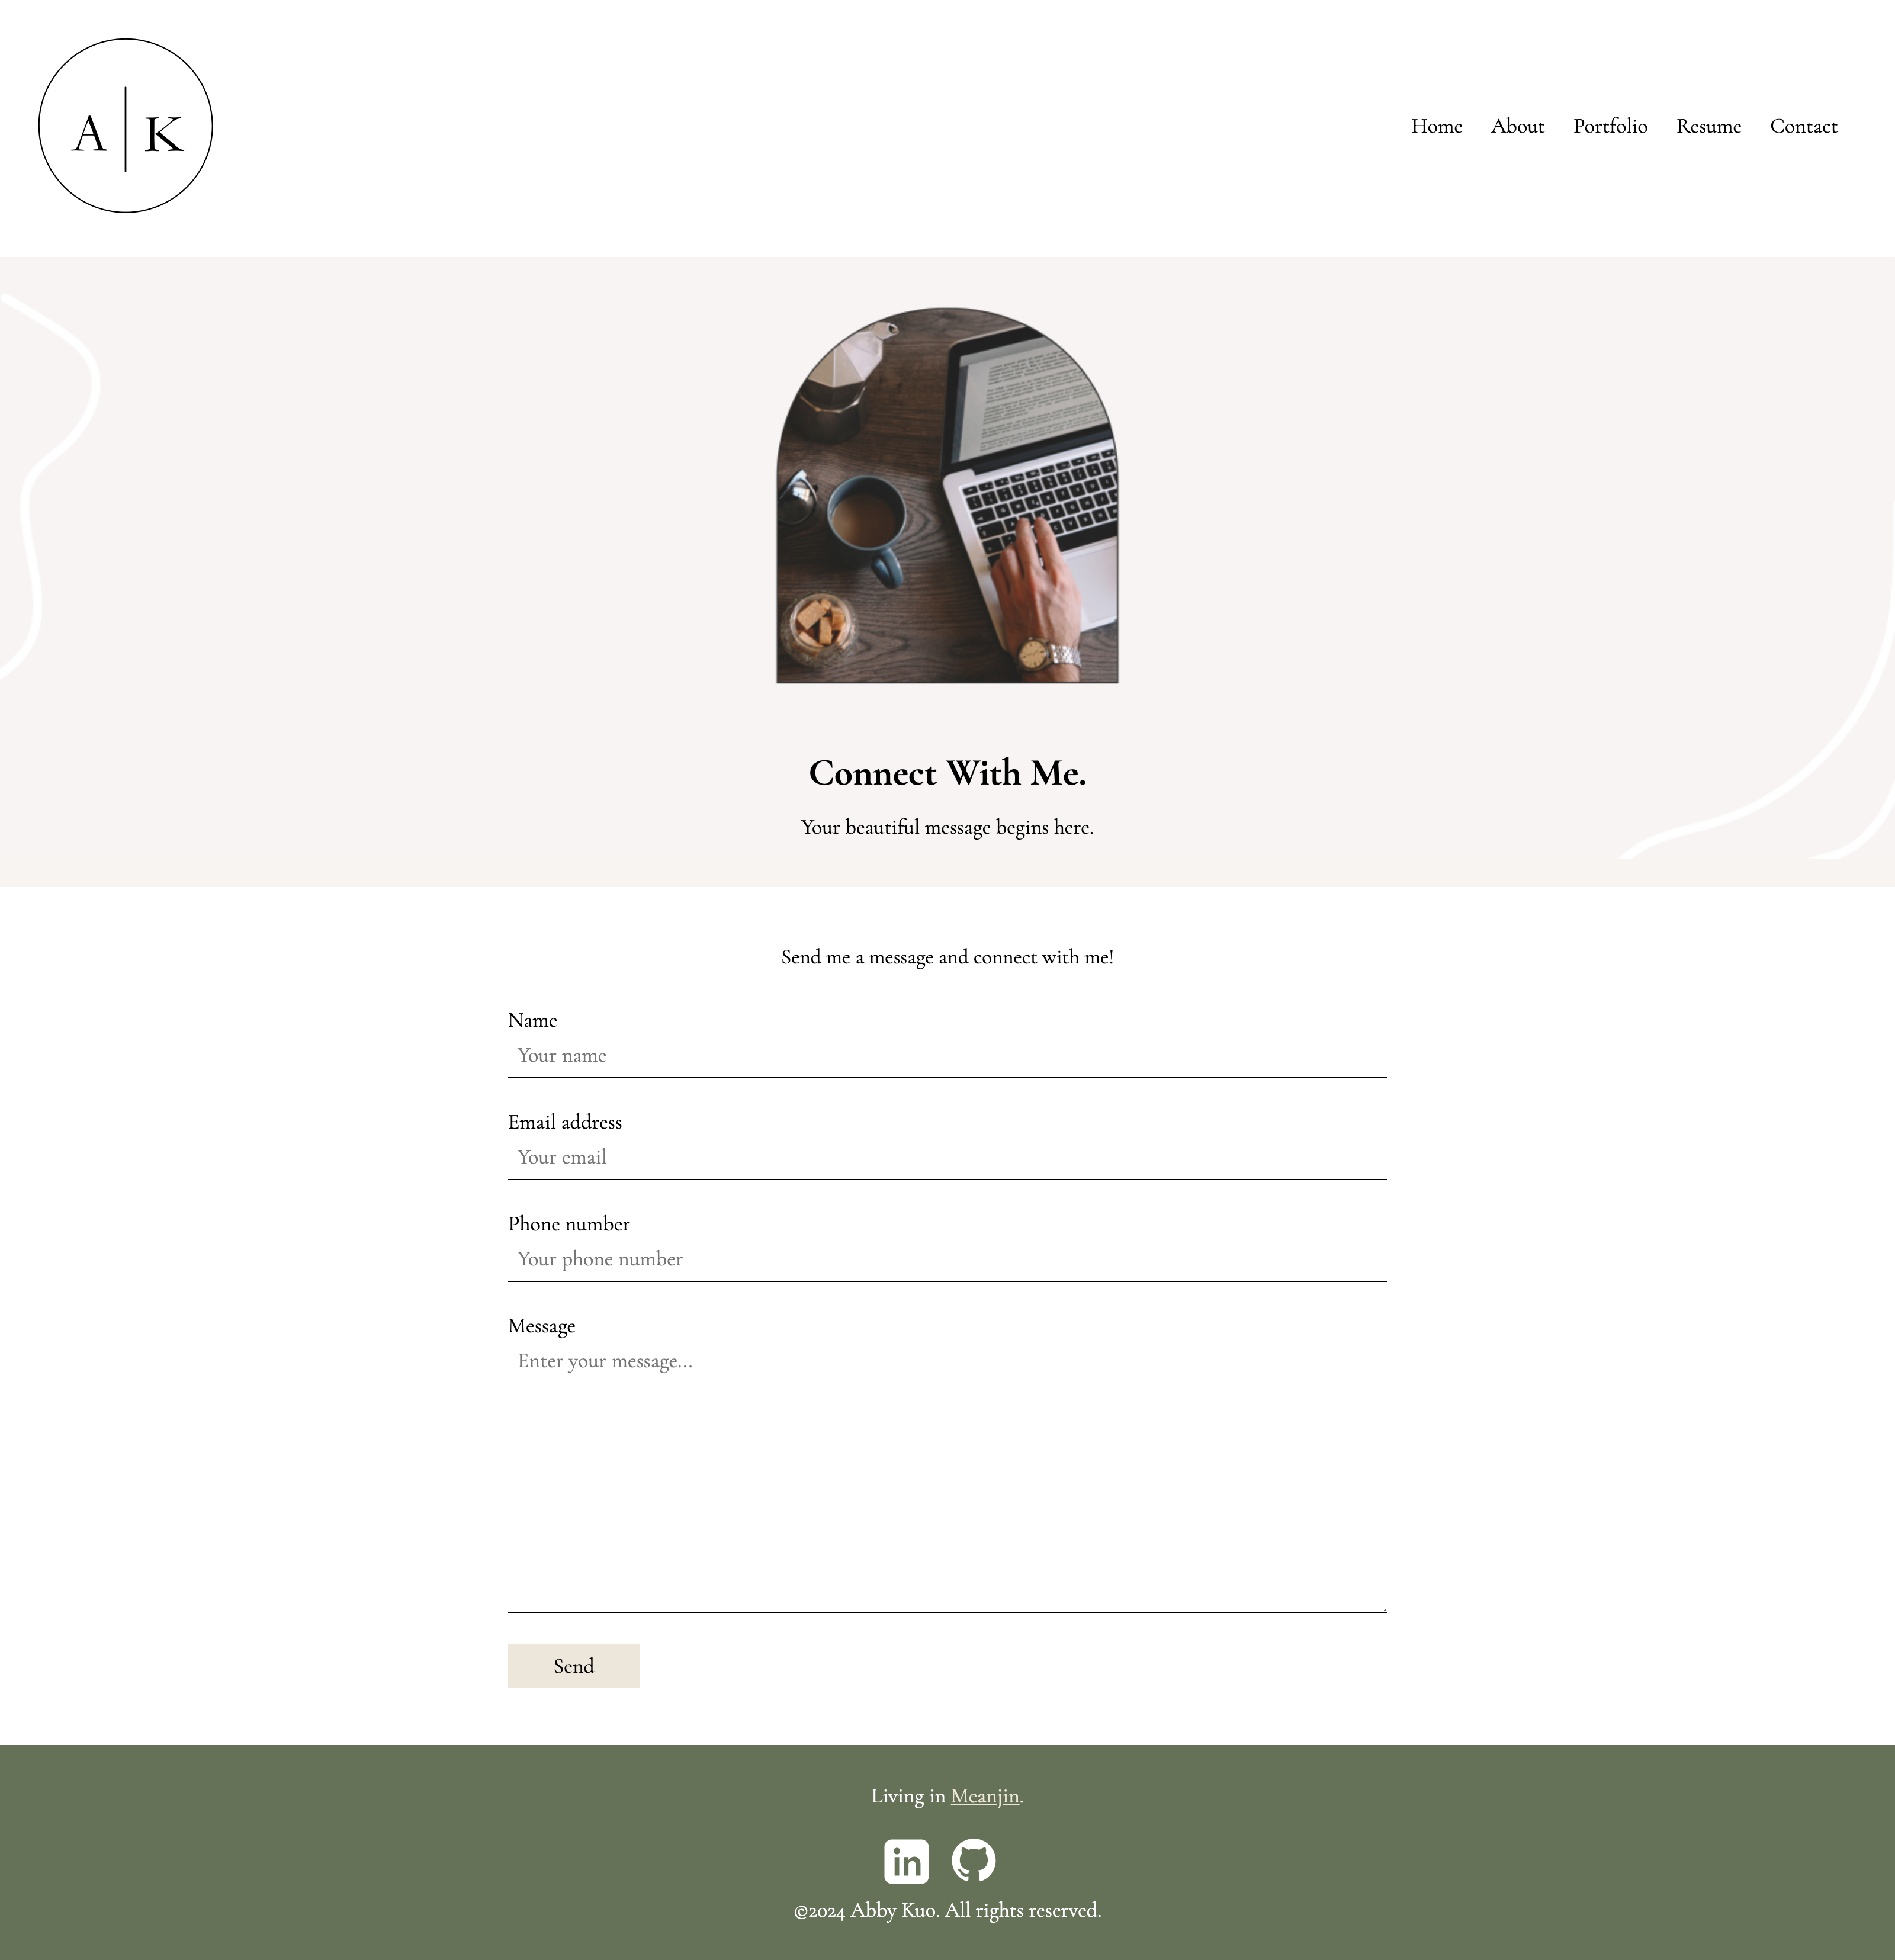 A | K
Home About Portfolio Resume Contact
Connect With Me.
Your beautiful message begins here.
Send me a message and connect with me!
Name
Your name
Email address
Your email
Phone number
Your phone number
Message
Enter your message...
Send
Living in Meanjin.
in
©2024 Abby Kuo. All rights reserved.